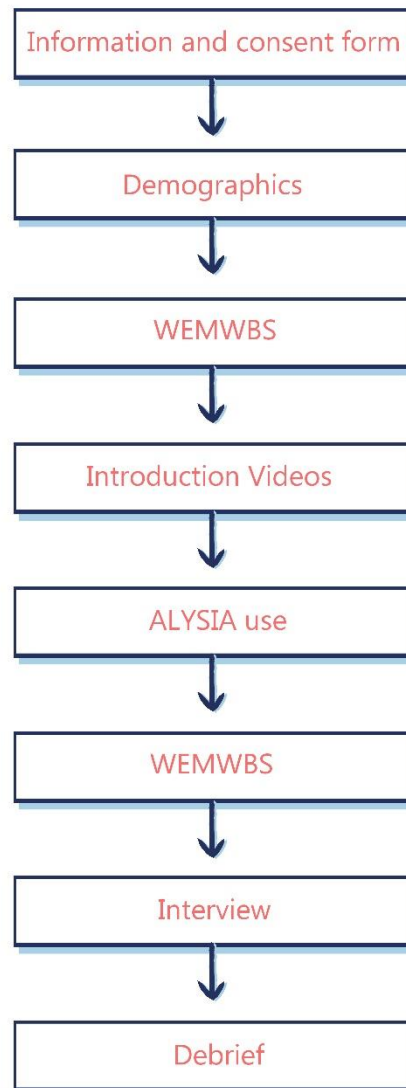 Information and consent form
Demographics
WEMWBS
Introduction Videos
ALYSIA use
WEMWBS
Interview
Debrief